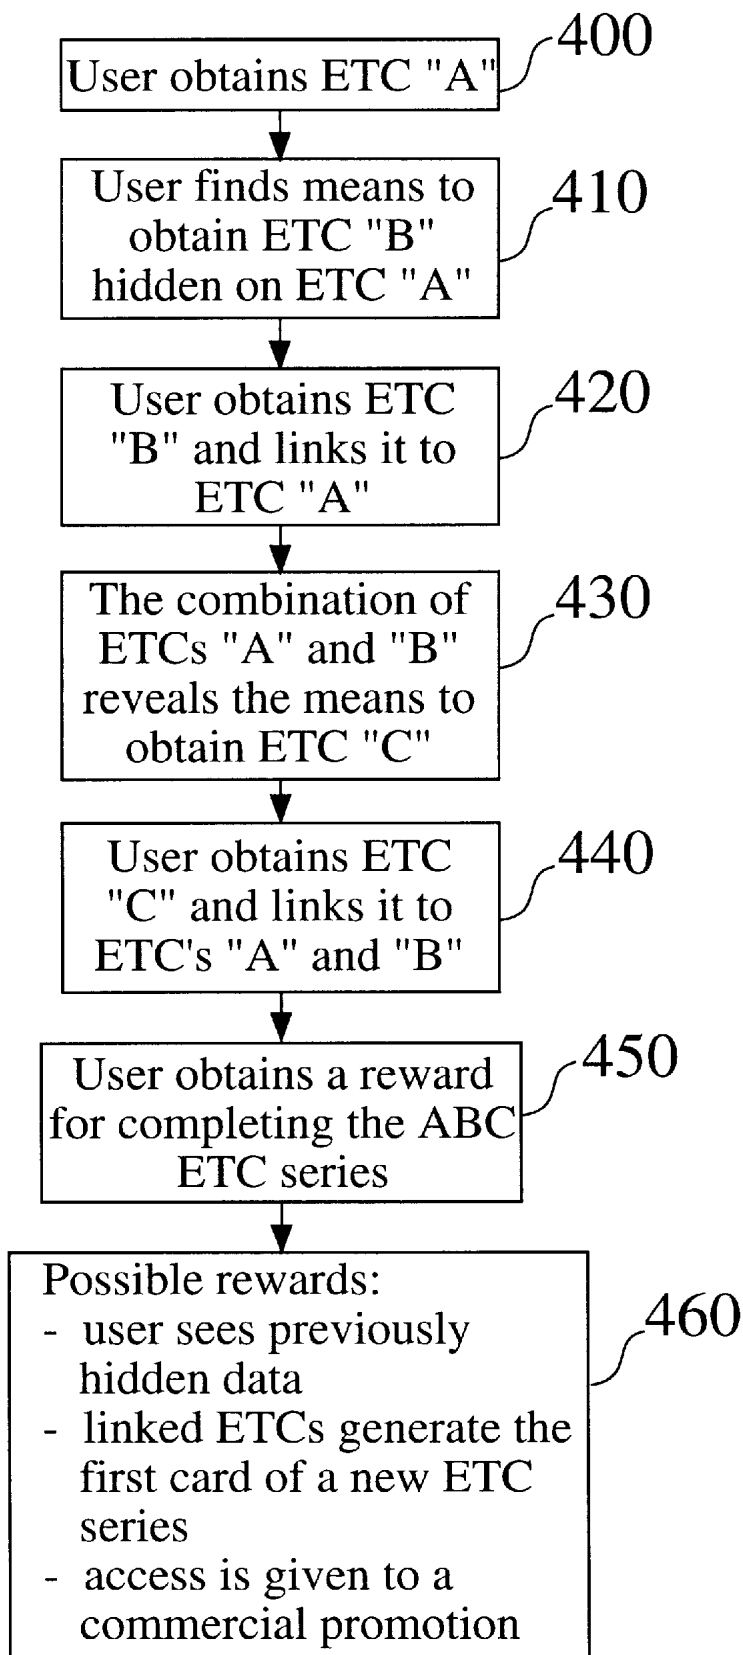 User obtains ETC "A"
400
User finds means to
obtain ETC "B"
hidden on ETC "A"
410
User obtains ETC
"B" and links it to
ETC "A"
420
The combination of
ETCs "A" and "B"
reveals the means to
obtain ETC "C"
430
User obtains ETC
"C" and links it to
ETC's "A" and "B"
440
User obtains a reward
for completing the ABC
ETC series
450
Possible rewards:
- user sees previously
hidden data
- linked ETCs generate the
first card of a new ETC
series
- access is given to a
commercial promotion
460